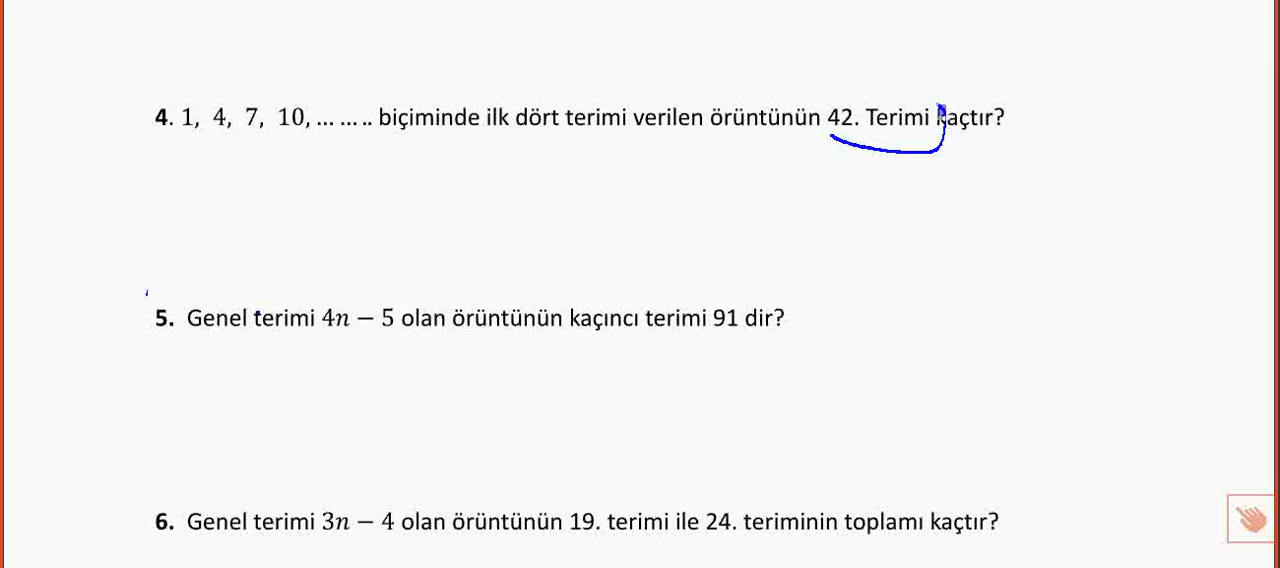 4. 1, 4, 7, 10, ... ... .. biçiminde ilk dört terimi verilen örüntünün 42. Terimi kaçtır?
5. Genel terimi 4n − 5 olan örüntünün kaçıncı terimi 91 dir?
6. Genel terimi 3n − 4 olan örüntünün 19. terimi ile 24. teriminin toplamı kaçtır?